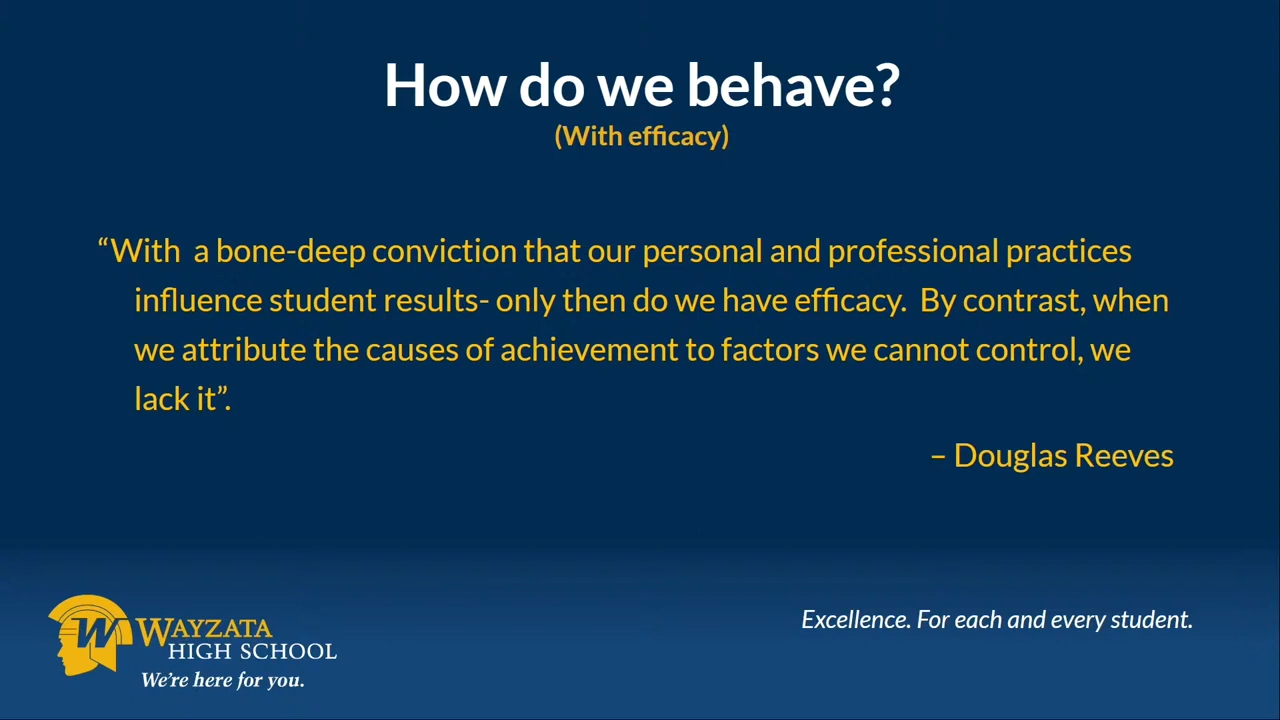 How do we behave?
(With efficacy)
“With  a bone-deep conviction that our personal and professional practices
influence student results- only then do we have efficacy.  By contrast, when
we attribute the causes of achievement to factors we cannot control, we
lack it”.
– Douglas Reeves
W WAYZATA
HIGH SCHOOL
We’re here for you.
Excellence. For each and every student.